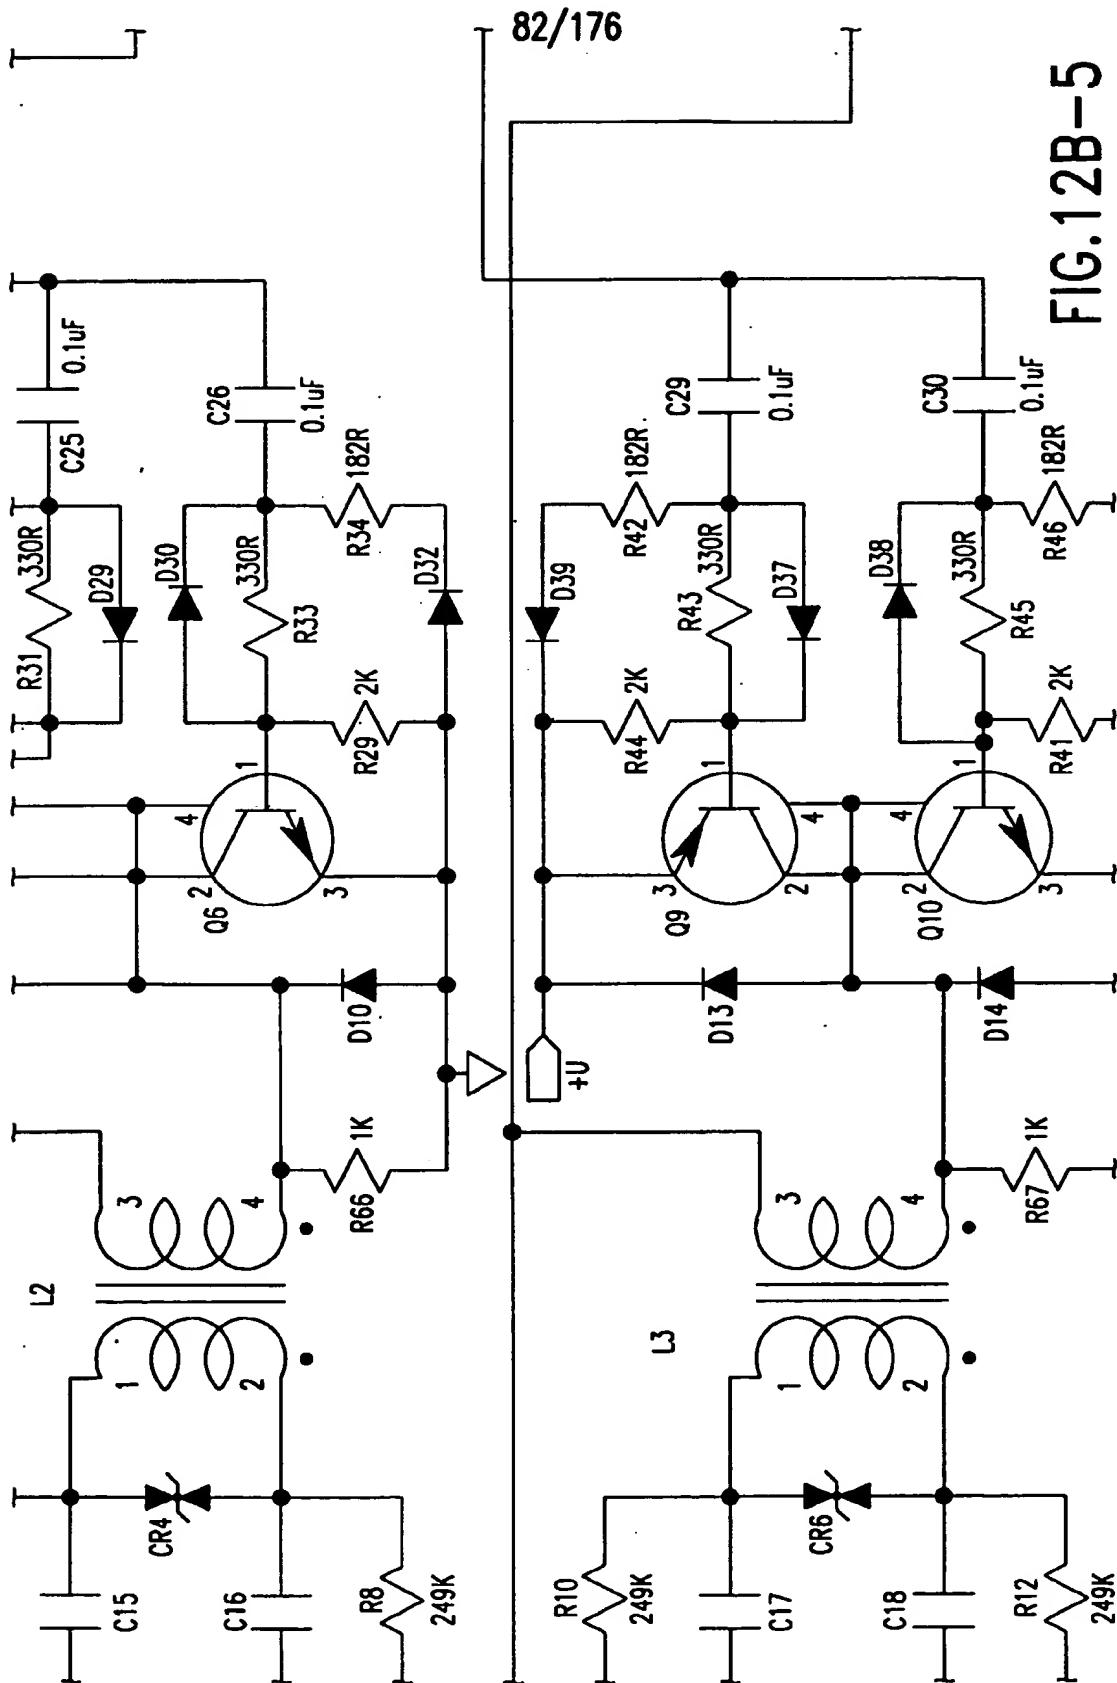 82/176
FIG.12B-5
0.1uF
C25
330R
R31
D29
C26
0.1uF
D30
330R
R33
182R
R34
D32
2K
R29
1
4
2
3
Q6
D10
1K
R66
3
4
L2
1
2
CR4
C15
C16
R8
249K
C29
0.1uF
182R
R42
D39
330R
R43
D37
2K
R44
1
3
4
2
Q9
C30
0.1uF
182R
R46
D38
330R
R45
2K
R41
1
4
2
3
Q10
D13
D14
+U
1K
R67
3
4
L3
1
2
CR6
R10
249K
C17
C18
R12
249K